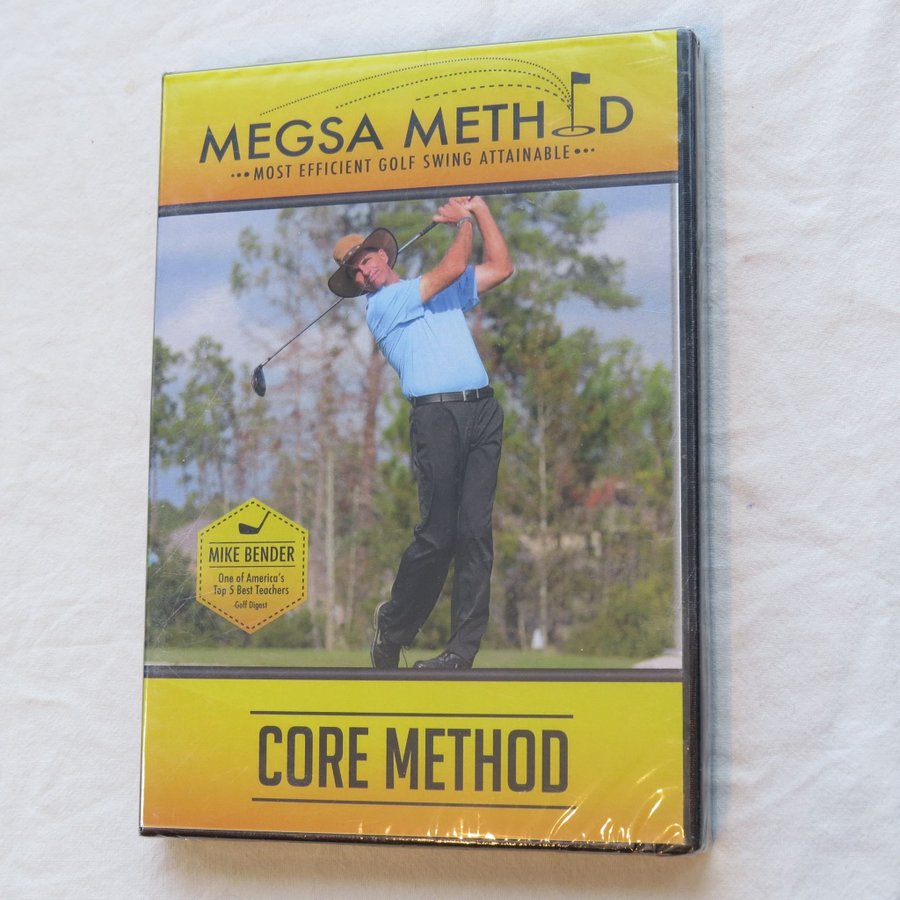 MEGSA METHOD
•••MOST EFFICIENT GOLF SWING ATTAINABLE•••
MIKE BENDER
One of America's
Top 5 Best Teachers
-Golf Digest
CORE METHOD